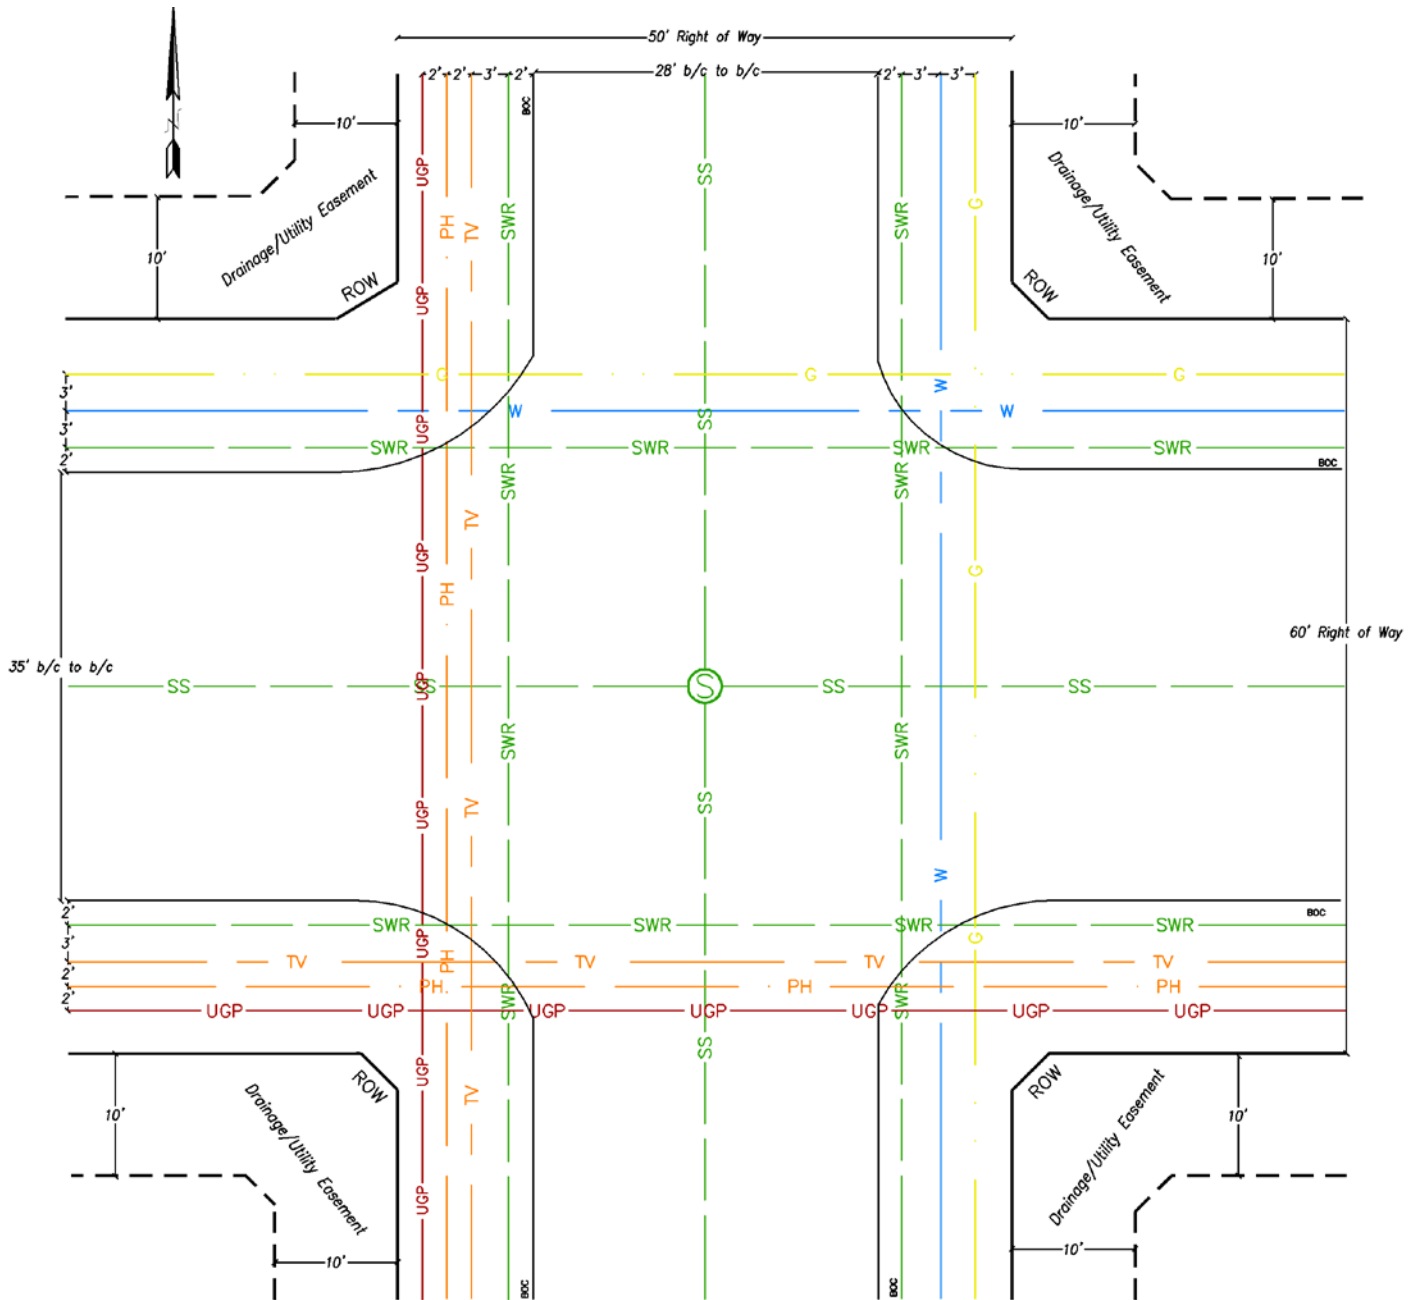 50' Right of Way
2' 2' 3' 2' 28' b/c to b/c 2' 3' 3'
BOC
N
10' 10'
UGP SS
Drainage/Utility Easement Drainage/Utility Easement
PH TV SWR SWR G
10' 10'
ROW ROW
UGP
G G G
3' W
W W
SS
3' UGP
SWR SWR SWR SWR
2' BOC
SWR SWR
TV
UGP G
PH
60' Right of Way
35' b/c to b/c
SS SS UGP S SS SS
SWR SWR
UGP TV SS
W
2' BOC
SWR SWR SWR SWR
3' UGP G
TV PH TV TV TV
2' PH PH PH
2' SWR SWR
UGP UGP UGP UGP UGP UGP UGP
SS
ROW UGP ROW
TV
10' 10'
Drainage/Utility Easement Drainage/Utility Easement
UGP
10' 10'
BOC BOC